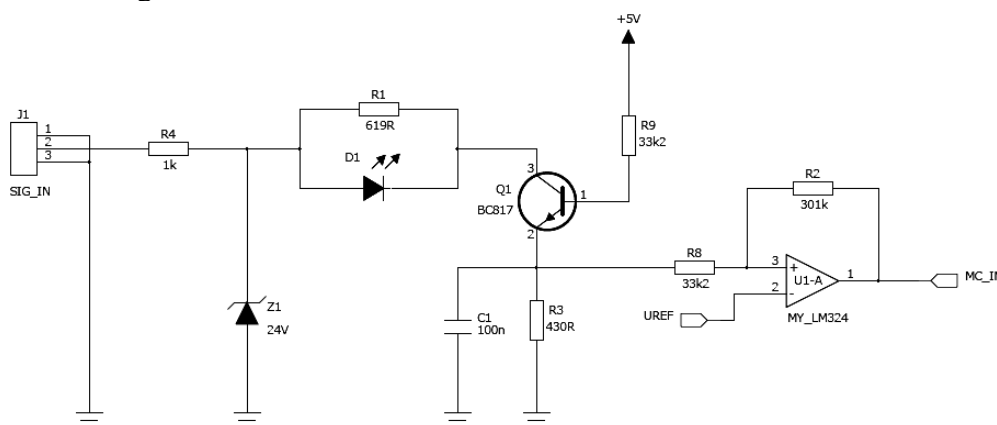 +5V
J1
1
2
3
SIG_IN
R4
1k
R1
619R
D1
Z1
24V
3
Q1
BC817
1
2
R9
33k2
C1
100n
R3
430R
R8
33k2
R2
301k
3
+
U1-A
1
2
-
MY_LM324
UREF